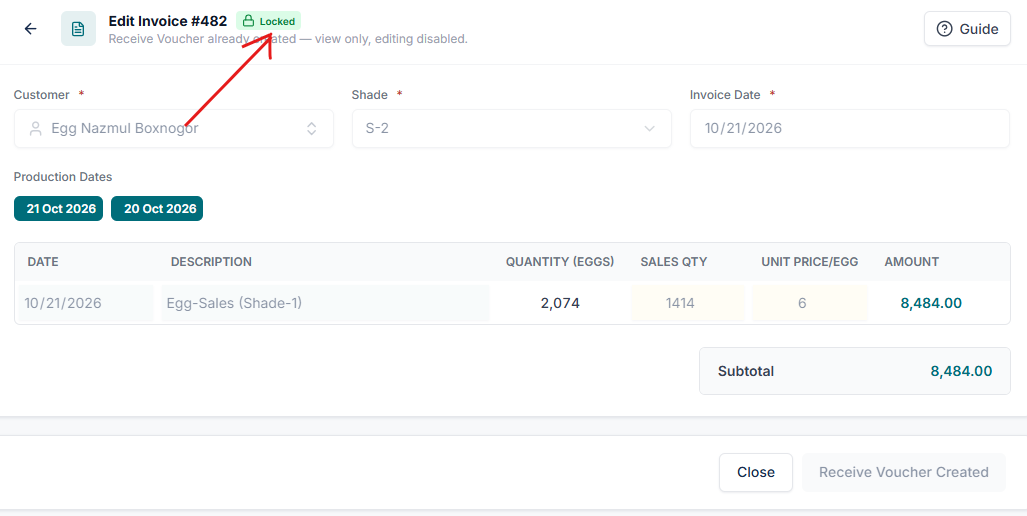 Edit Invoice #482 Locked
Receive Voucher already created — view only, editing disabled.
Guide
Customer * Shade * Invoice Date *
Egg Nazmul Boxnogor S-2 10/21/2026
Production Dates
21 Oct 2026 20 Oct 2026
DATE DESCRIPTION QUANTITY (EGGS) SALES QTY UNIT PRICE/EGG AMOUNT
10/21/2026 Egg-Sales (Shade-1) 2,074 1414 6 8,484.00
Subtotal 8,484.00
Close Receive Voucher Created